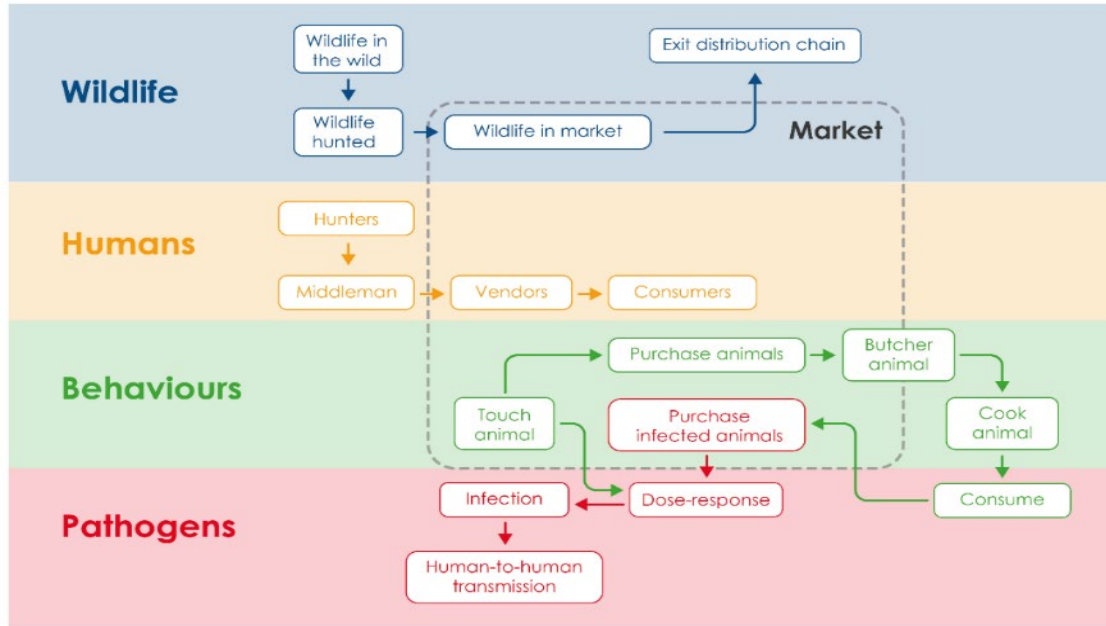 Wildlife
Wildlife in
the wild
Exit distribution chain
Wildlife
hunted
Wildlife in market
Market
Humans
Hunters
Middleman
Vendors
Consumers
Behaviours
Purchase animals
Butcher
animal
Touch
animal
Purchase
infected animals
Cook
animal
Pathogens
Infection
Dose-response
Consume
Human-to-human
transmission